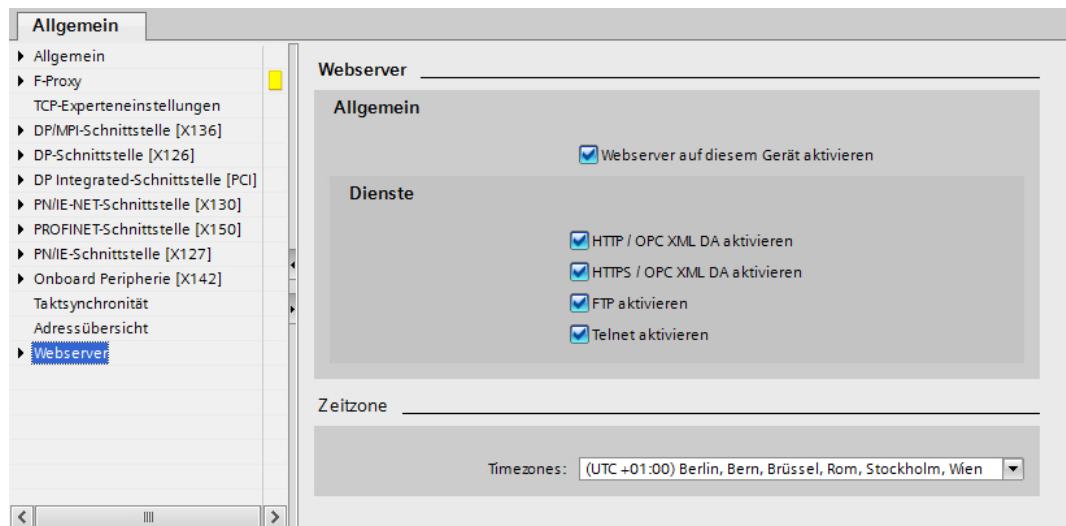 Allgemein
Allgemein
F-Proxy
TCP-Experteneinstellungen
DP/MPI-Schnittstelle [X136]
DP-Schnittstelle [X126]
DP Integrated-Schnittstelle [PCI]
PN/IE-NET-Schnittstelle [X130]
PROFINET-Schnittstelle [X150]
PN/IE-Schnittstelle [X127]
Onboard Peripherie [X142]
Taktsynchronität
Adressübersicht
Webserver
Webserver
Allgemein
Webserver auf diesem Gerät aktivieren
Dienste
HTTP / OPC XML DA aktivieren
HTTPS / OPC XML DA aktivieren
FTP aktivieren
Telnet aktivieren
Zeitzone
Timezones: (UTC +01:00) Berlin, Bern, Brüssel, Rom, Stockholm, Wien